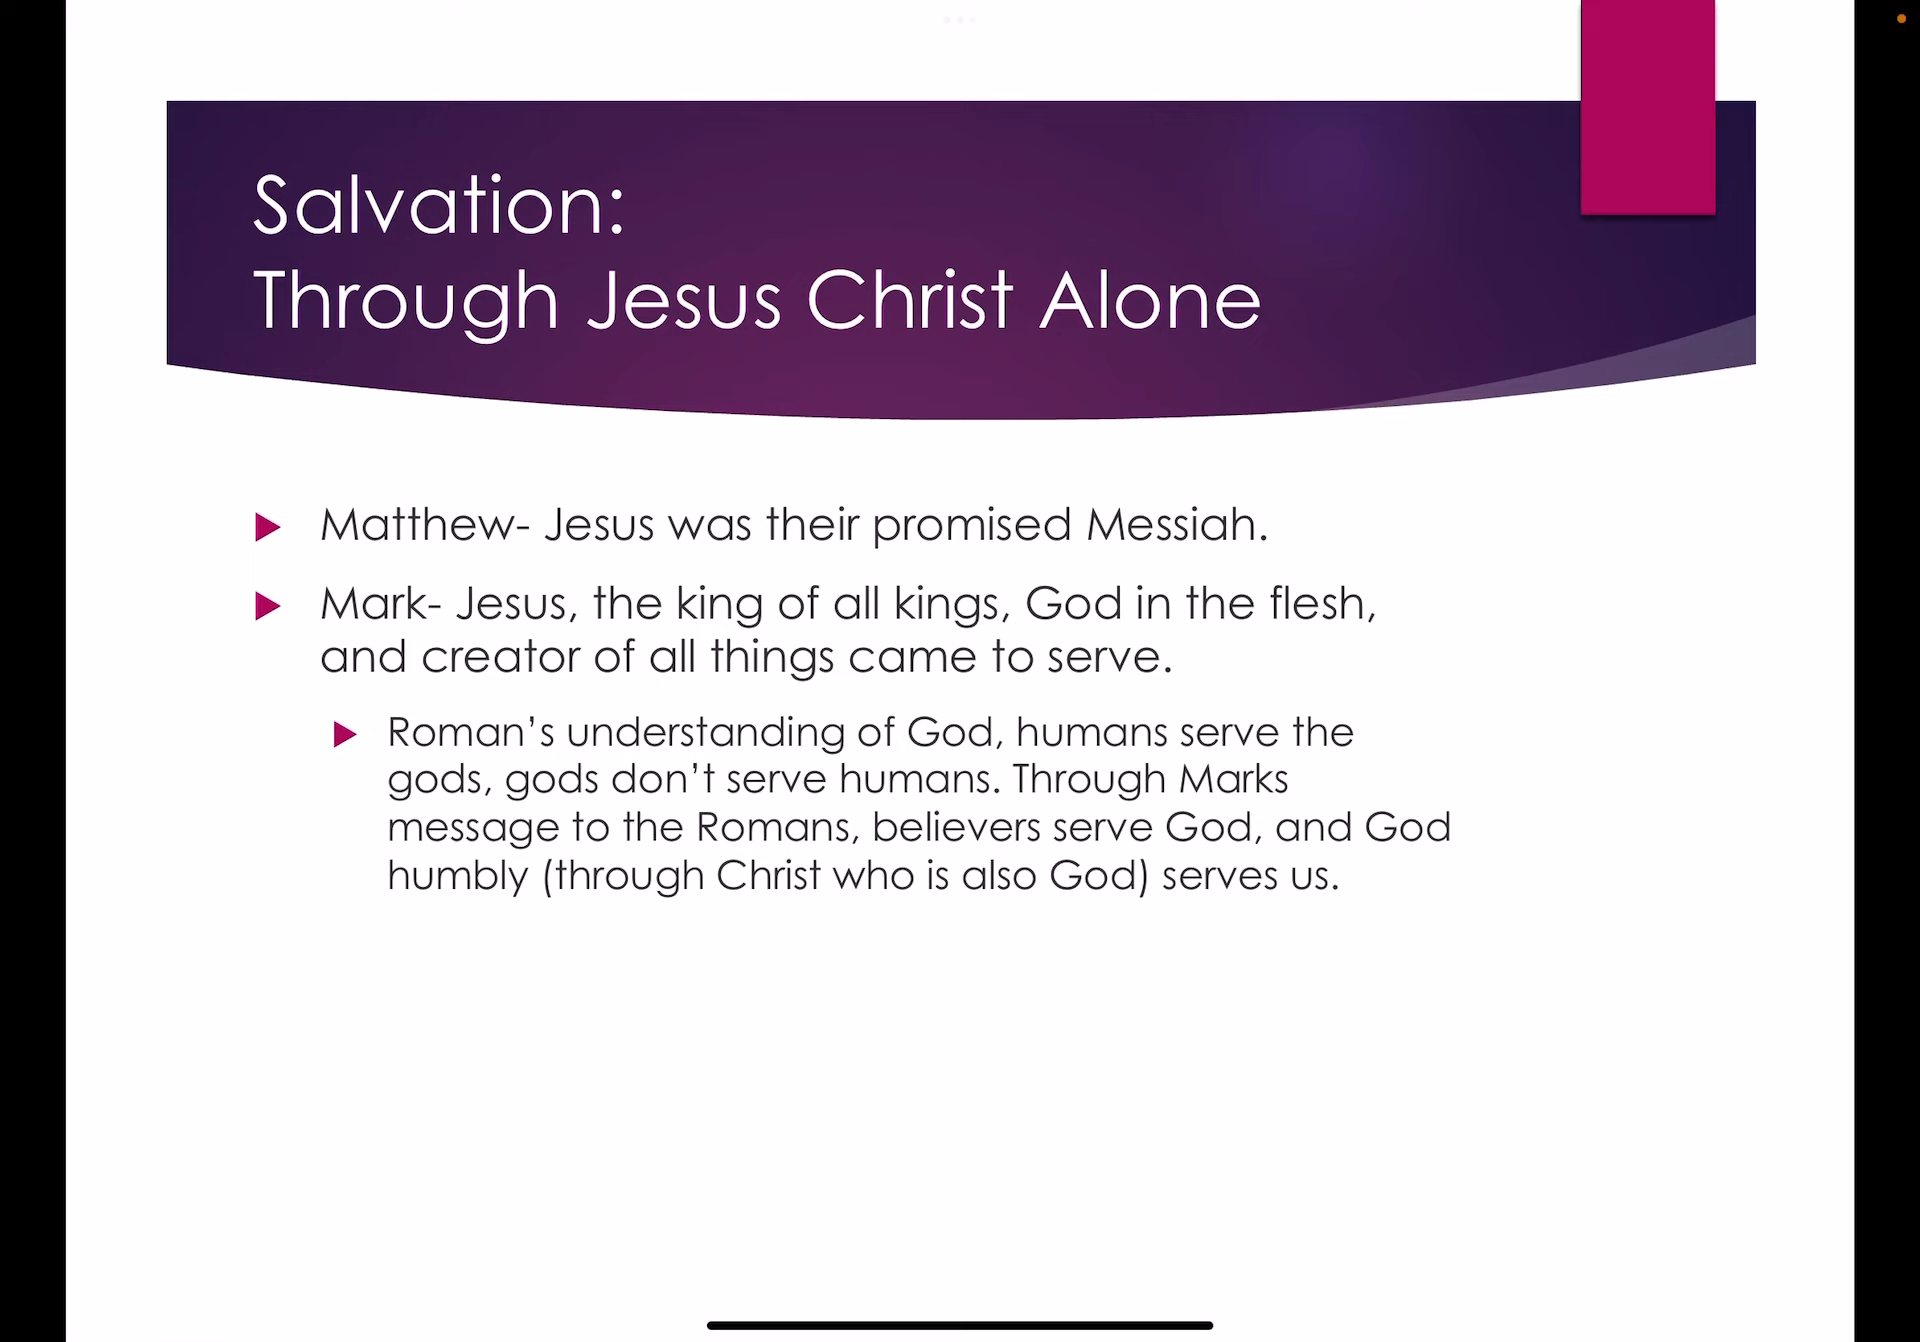 Salvation:
Through Jesus Christ Alone
Matthew- Jesus was their promised Messiah.
Mark- Jesus, the king of all kings, God in the flesh,
and creator of all things came to serve.
Roman’s understanding of God, humans serve the
gods, gods don’t serve humans. Through Marks
message to the Romans, believers serve God, and God
humbly (through Christ who is also God) serves us.